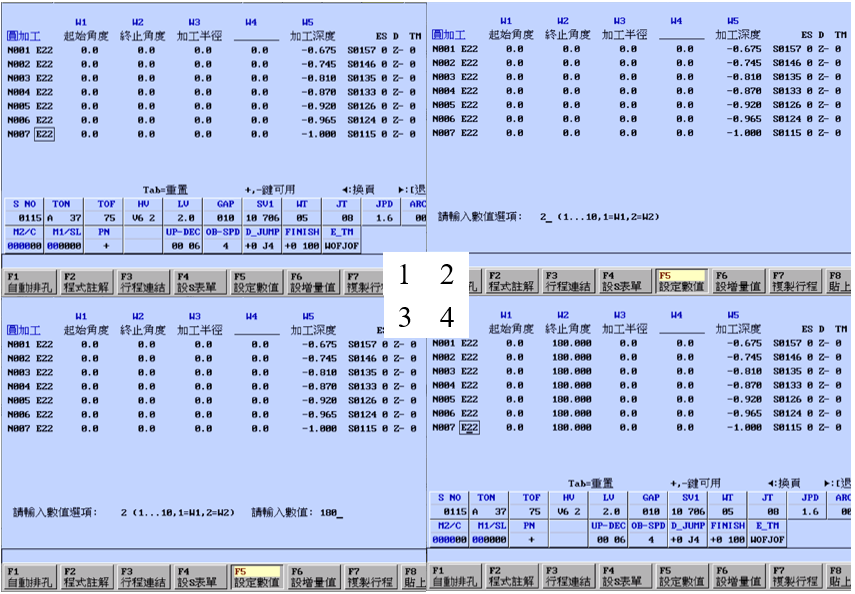 W1 W2 W3 W4 W5
圓加工 起始角度 終止角度 加工半徑 加工深度 ES D TM
N001 E22 0.0 0.0 0.0 0.0 -0.675 S0157 0 Z- 0
N002 E22 0.0 0.0 0.0 0.0 -0.745 S0146 0 Z- 0
N003 E22 0.0 0.0 0.0 0.0 -0.810 S0135 0 Z- 0
N004 E22 0.0 0.0 0.0 0.0 -0.870 S0133 0 Z- 0
N005 E22 0.0 0.0 0.0 0.0 -0.920 S0126 0 Z- 0
N006 E22 0.0 0.0 0.0 0.0 -0.965 S0124 0 Z- 0
N007 E22 0.0 0.0 0.0 0.0 -1.000 S0115 0 Z- 0
Tab=重置 +,-鍵可用 ◄:換頁 ►:[退
S NO TON TOF HV LV GAP SV1 WT JT JPD ARC
0115 A 37 75 V6 2 2.0 010 10 706 05 08 1.6 00
M2/C M1/SL PN UP-DEC OB-SPD D_JUMP FINISH E_TM
000000 000000 + 00 06 4 +0 J4 +0 100 WOFJOF
F1 F2 F3 F4 F5 F6 F7
自動排孔 程式註解 行程連結 設S表單 設定數值 設增量值 複製行程
W1 W2 W3 W4 W5
圓加工 起始角度 終止角度 加工半徑 加工深度 ES D TM
N001 E22 0.0 0.0 0.0 0.0 -0.675 S0157 0 Z- 0
N002 E22 0.0 0.0 0.0 0.0 -0.745 S0146 0 Z- 0
N003 E22 0.0 0.0 0.0 0.0 -0.810 S0135 0 Z- 0
N004 E22 0.0 0.0 0.0 0.0 -0.870 S0133 0 Z- 0
N005 E22 0.0 0.0 0.0 0.0 -0.920 S0126 0 Z- 0
N006 E22 0.0 0.0 0.0 0.0 -0.965 S0124 0 Z- 0
N007 E22 0.0 0.0 0.0 0.0 -1.000 S0115 0 Z- 0
請輸入數值選項: 2_ (1...10,1=W1,2=W2)
F2 F3 F4 F5 F6 F7 F8
孔 程式註解 行程連結 設S表單 設定數值 設增量值 複製行程 貼上
1 2
3 4
W1 W2 W3 W4 W5
圓加工 起始角度 終止角度 加工半徑 加工深度
N001 E22 0.0 0.0 0.0 0.0 -0.675 S0157 0 Z- 0
N002 E22 0.0 0.0 0.0 0.0 -0.745 S0146 0 Z- 0
N003 E22 0.0 0.0 0.0 0.0 -0.810 S0135 0 Z- 0
N004 E22 0.0 0.0 0.0 0.0 -0.870 S0133 0 Z- 0
N005 E22 0.0 0.0 0.0 0.0 -0.920 S0126 0 Z- 0
N006 E22 0.0 0.0 0.0 0.0 -0.965 S0124 0 Z- 0
N007 E22 0.0 0.0 0.0 0.0 -1.000 S0115 0 Z- 0
請輸入數值選項: 2 (1...10,1=W1,2=W2) 請輸入數值: 180_
F1 F2 F3 F4 F5 F6 F7 F8
自動排孔 程式註解 行程連結 設S表單 設定數值 設增量值 複製行程 貼上
W1 W2 W3 W4 W5
起始角度 終止角度 加工半徑 加工深度 ES D TM
N001 E22 0.0 180.000 0.0 0.0 -0.675 S0157 0 Z- 0
N002 E22 0.0 180.000 0.0 0.0 -0.745 S0146 0 Z- 0
N003 E22 0.0 180.000 0.0 0.0 -0.810 S0135 0 Z- 0
N004 E22 0.0 180.000 0.0 0.0 -0.870 S0133 0 Z- 0
N005 E22 0.0 180.000 0.0 0.0 -0.920 S0126 0 Z- 0
N006 E22 0.0 180.000 0.0 0.0 -0.965 S0124 0 Z- 0
N007 E22 0.0 180.000 0.0 0.0 -1.000 S0115 0 Z- 0
Tab=重置 +,-鍵可用 ◄:換頁 ►:[退
S NO TON TOF HV LV GAP SV1 WT JT JPD ARC
0115 A 37 75 V6 2 2.0 010 10 706 05 08 1.6 00
M2/C M1/SL PN UP-DEC OB-SPD D_JUMP FINISH E_TM
000000 000000 + 00 06 4 +0 J4 +0 100 WOFJOF
F1 F2 F3 F4 F5 F6 F7 F8
自動排孔 程式註解 行程連結 設S表單 設定數值 設增量值 複製行程 貼上